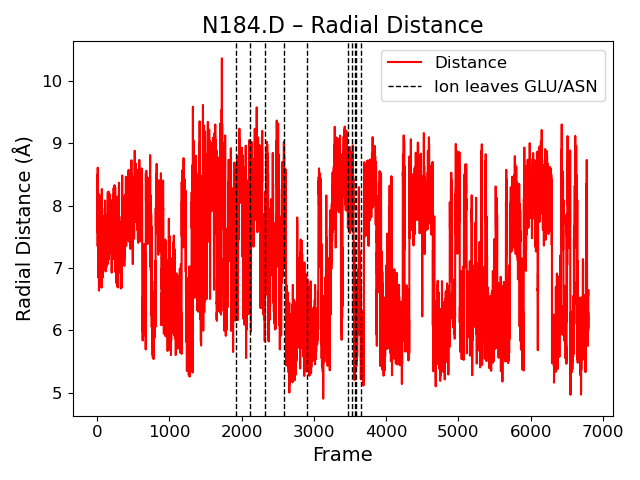 N184.D – Radial Distance
Distance
Ion leaves GLU/ASN
Radial Distance (Å)
10
9
8
7
6
5
0 1000 2000 3000 4000 5000 6000 7000
Frame